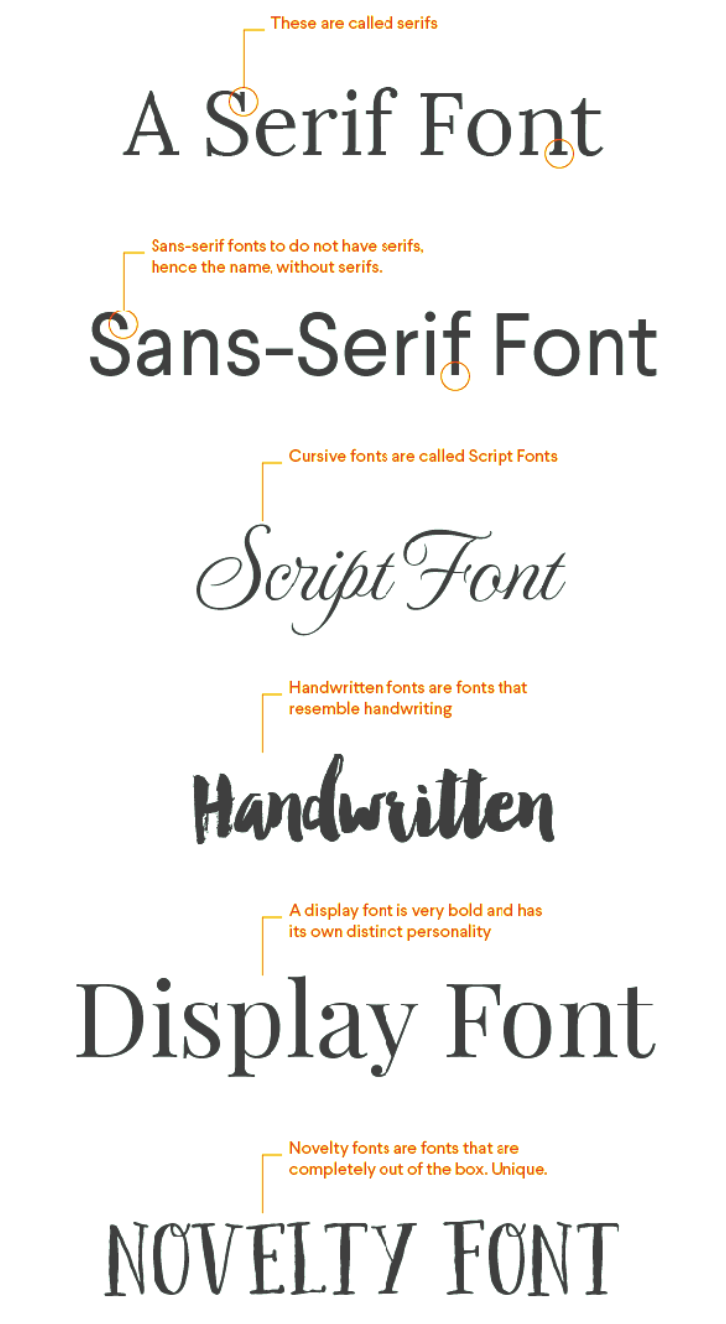 These are called serifs
A Serif Font
Sans-serif fonts to do not have serifs,
hence the name, without serifs.
Sans-Serif Font
Cursive fonts are called Script Fonts
Script Font
Handwritten fonts are fonts that
resemble handwriting
Handwritten
A display font is very bold and has
its own distinct personality
Display Font
Novelty fonts are fonts that are
completely out of the box. Unique.
NOVELTY FONT